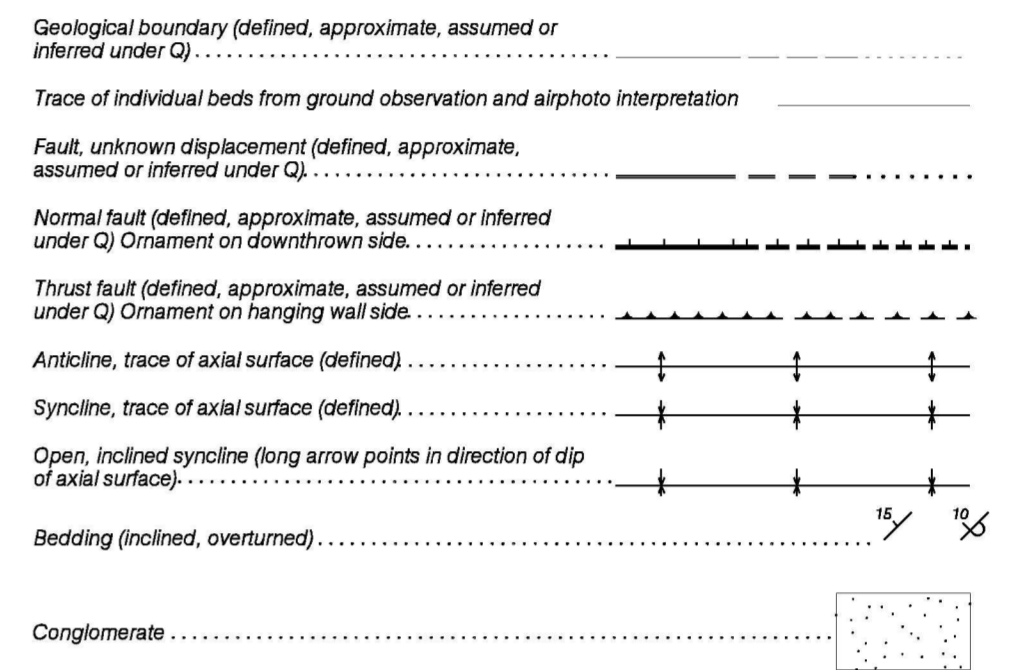 Geological boundary (defined, approximate, assumed or
inferred under Q)
Trace of individual beds from ground observation and airphoto interpretation
Fault, unknown displacement (defined, approximate,
assumed or inferred under Q)
Normal fault (defined, approximate, assumed or inferred
under Q) Ornament on downthrown side
Thrust fault (defined, approximate, assumed or inferred
under Q) Ornament on hanging wall side
Anticline, trace of axial surface (defined)
Syncline, trace of axial surface (defined)
Open, inclined syncline (long arrow points in direction of dip
of axial surface)
15 10
Bedding (inclined, overturned)
Conglomerate